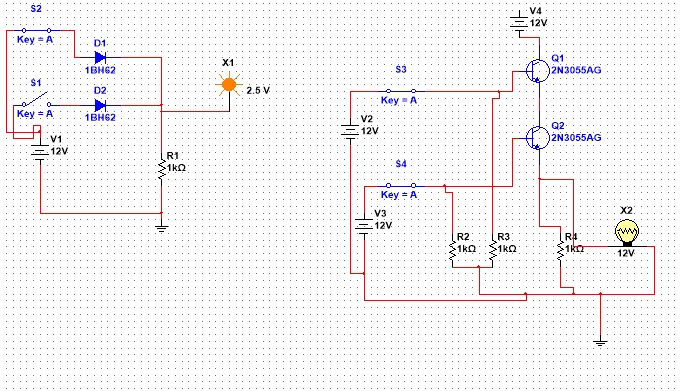 S2
Key = A
D1
1BH62
S1
Key = A
D2
1BH62
V1
12V
X1
2.5 V
R1
1kΩ
V4
12V
Q1
2N3055AG
S3
Key = A
V2
12V
Q2
2N3055AG
S4
Key = A
V3
12V
R2
1kΩ
R3
1kΩ
R4
1kΩ
X2
12V